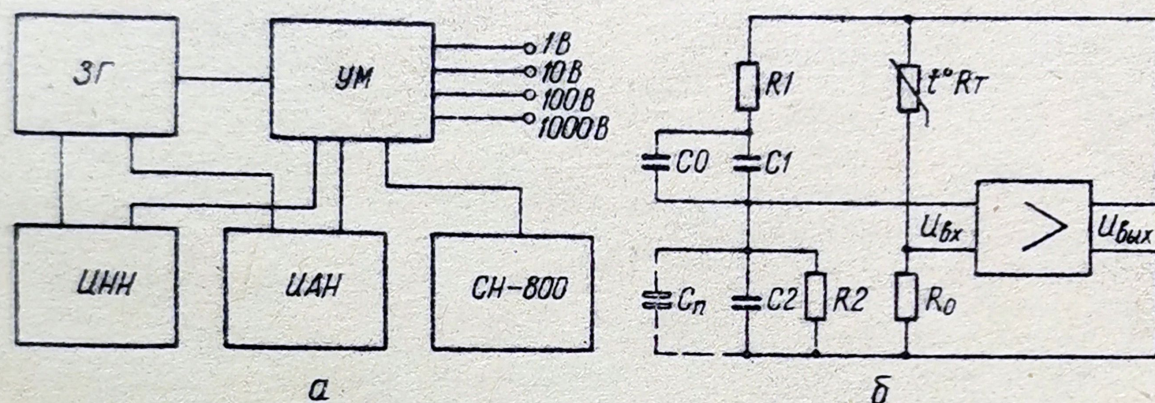 ЗГ
УМ
1В
10В
100В
1000В
ИНН
ИАН
СН-800
а
R1
t° Rт
C0
C1
Uвх
Uвых
Cп
C2
R2
R0
б